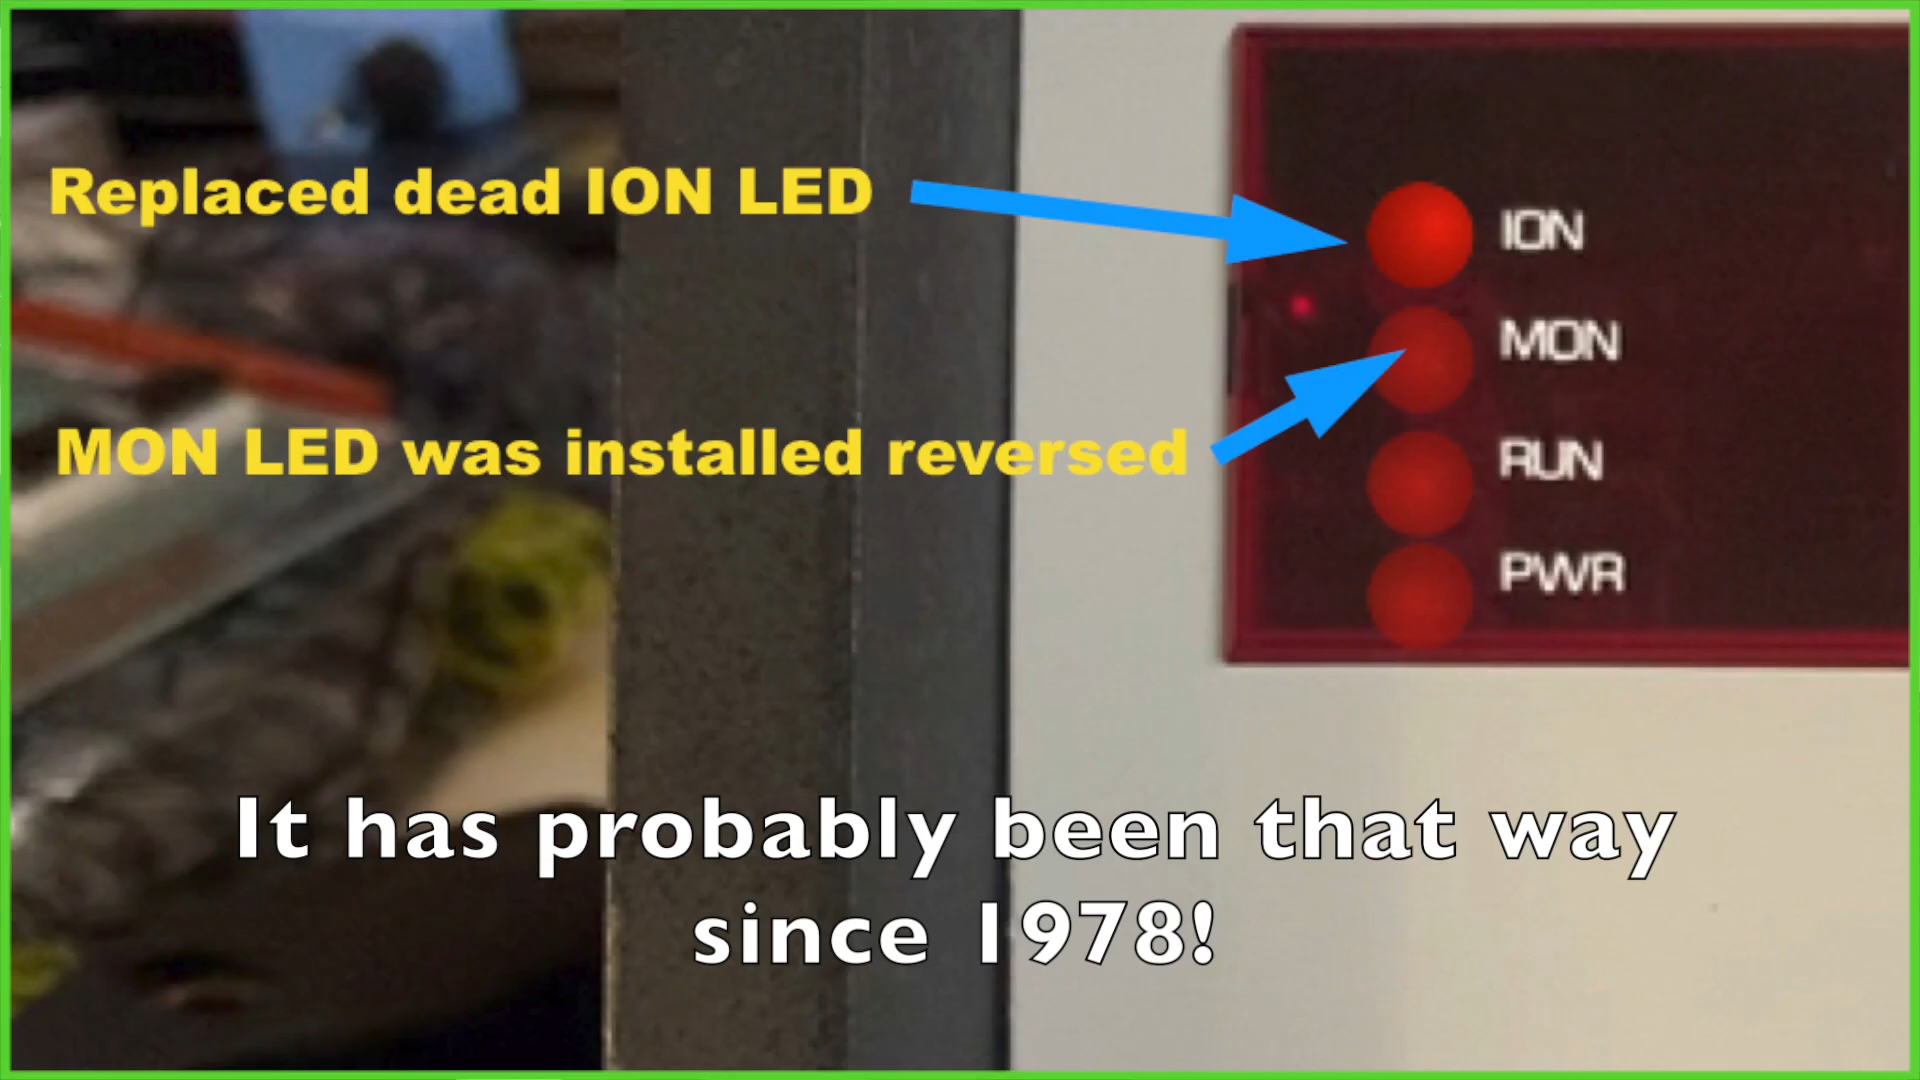 Replaced dead ION LED
ION
MON
MON LED was installed reversed
RUN
PWR
It has probably been that way
since 1978!